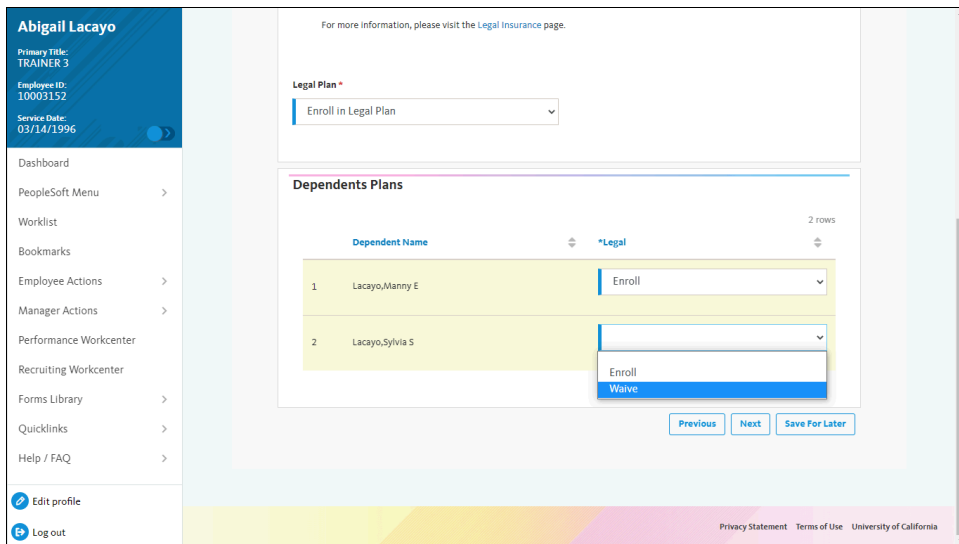 Abigail Lacayo
Primary Title:
TRAINER 3
Employee ID:
10003152
Service Date:
03/14/1996
Dashboard
PeopleSoft Menu
Worklist
Bookmarks
Employee Actions
Manager Actions
Performance Workcenter
Recruiting Workcenter
Forms Library
Quicklinks
Help / FAQ
Edit profile
Log out
For more information, please visit the Legal Insurance page.
Legal Plan *
Enroll in Legal Plan
Dependents Plans
2 rows
Dependent Name *Legal
1 Lacayo,Manny E Enroll
2 Lacayo,Sylvia S
Enroll
Waive
Previous Next Save For Later
Privacy Statement Terms of Use University of California